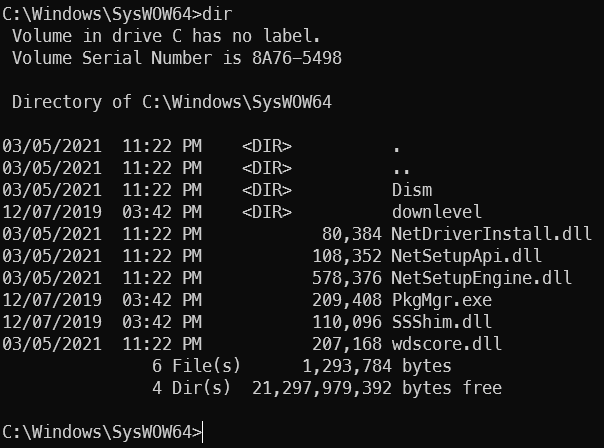 C:\Windows\SysWOW64>dir
 Volume in drive C has no label.
 Volume Serial Number is 8A76-5498

 Directory of C:\Windows\SysWOW64

03/05/2021  11:22 PM    <DIR>          .
03/05/2021  11:22 PM    <DIR>          ..
03/05/2021  11:22 PM    <DIR>          Dism
12/07/2019  03:42 PM    <DIR>          downlevel
03/05/2021  11:22 PM            80,384 NetDriverInstall.dll
03/05/2021  11:22 PM           108,352 NetSetupApi.dll
03/05/2021  11:22 PM           578,376 NetSetupEngine.dll
12/07/2019  03:42 PM           209,408 PkgMgr.exe
12/07/2019  03:42 PM           110,096 SSShim.dll
03/05/2021  11:22 PM           207,168 wdscore.dll
               6 File(s)      1,293,784 bytes
               4 Dir(s)  21,297,979,392 bytes free

C:\Windows\SysWOW64>